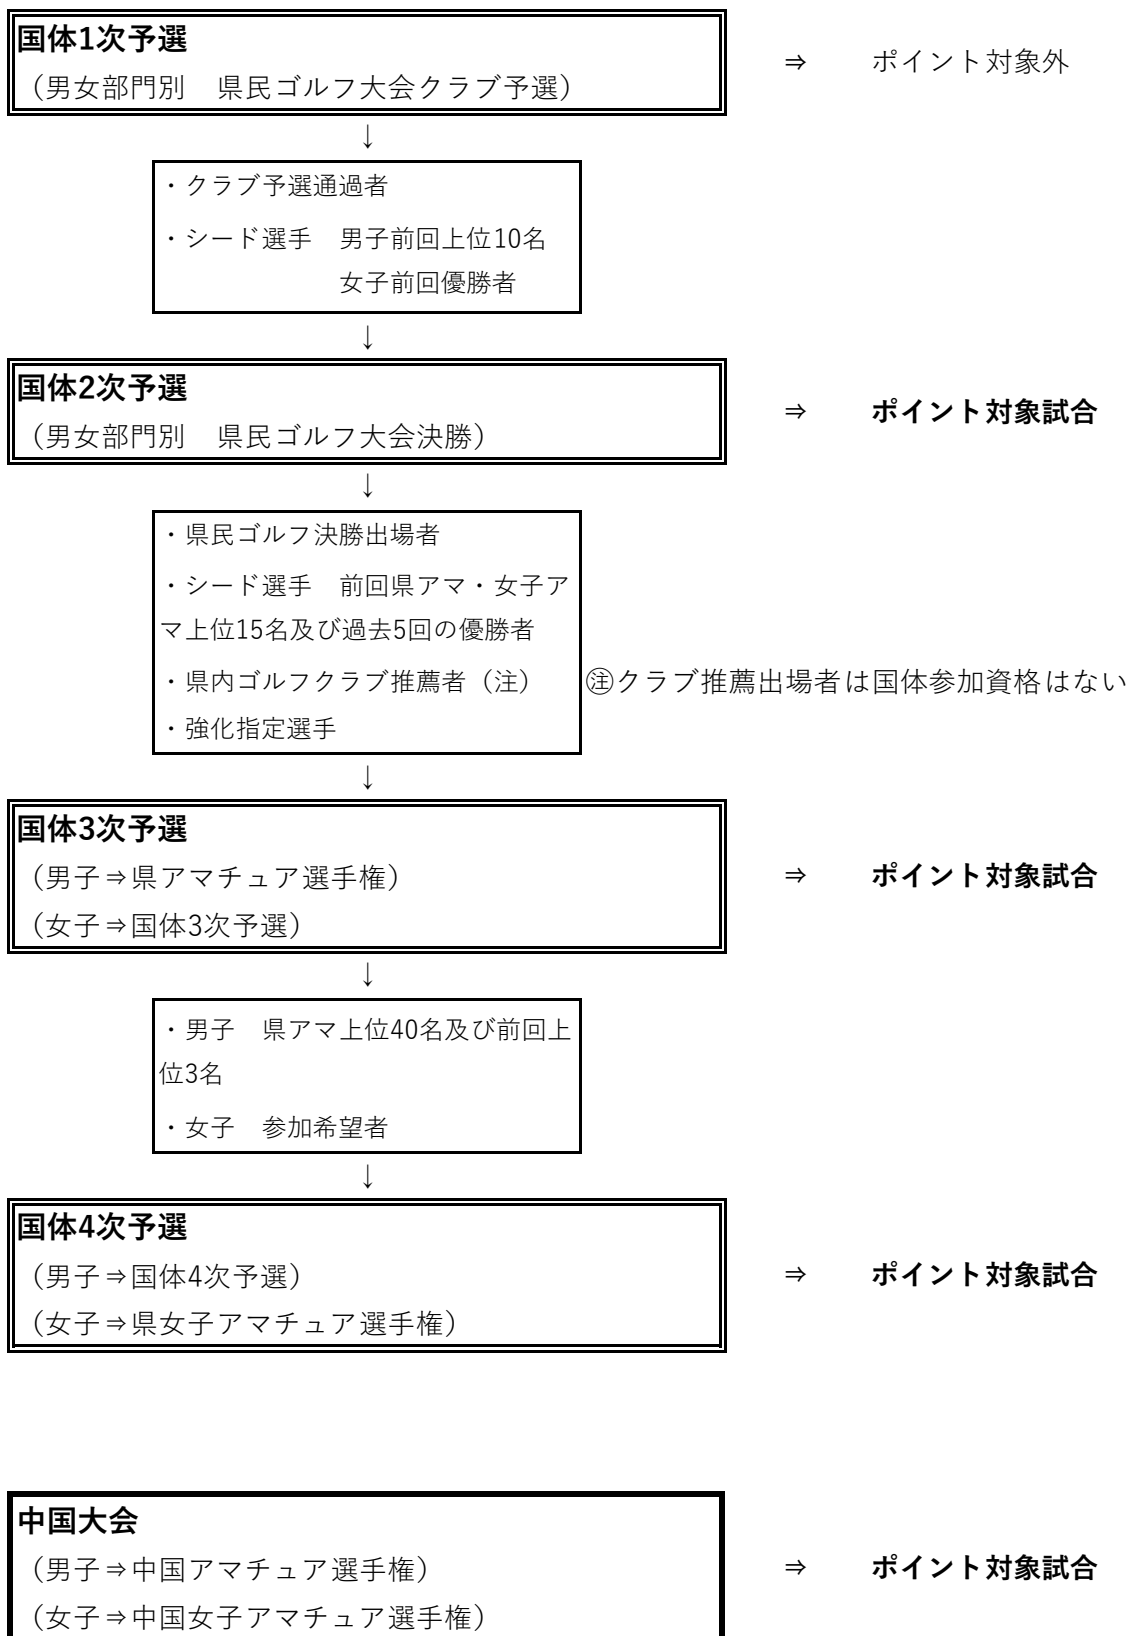 国体1次予選
（男女部門別　県民ゴルフ大会クラブ予選）
⇒　ポイント対象外
↓
・クラブ予選通過者
・シード選手　男子前回上位10名
女子前回優勝者
↓
国体2次予選
（男女部門別　県民ゴルフ大会決勝）
⇒　ポイント対象試合
↓
・県民ゴルフ決勝出場者
・シード選手　前回県アマ・女子ア
マ上位15名及び過去5回の優勝者
・県内ゴルフクラブ推薦者（注）
㊟クラブ推薦出場者は国体参加資格はない
・強化指定選手
↓
国体3次予選
（男子⇒県アマチュア選手権）
⇒　ポイント対象試合
（女子⇒国体3次予選）
↓
・男子　県アマ上位40名及び前回上
位3名
・女子　参加希望者
↓
国体4次予選
（男子⇒国体4次予選）
⇒　ポイント対象試合
（女子⇒県女子アマチュア選手権）
中国大会
（男子⇒中国アマチュア選手権）
⇒　ポイント対象試合
（女子⇒中国女子アマチュア選手権）